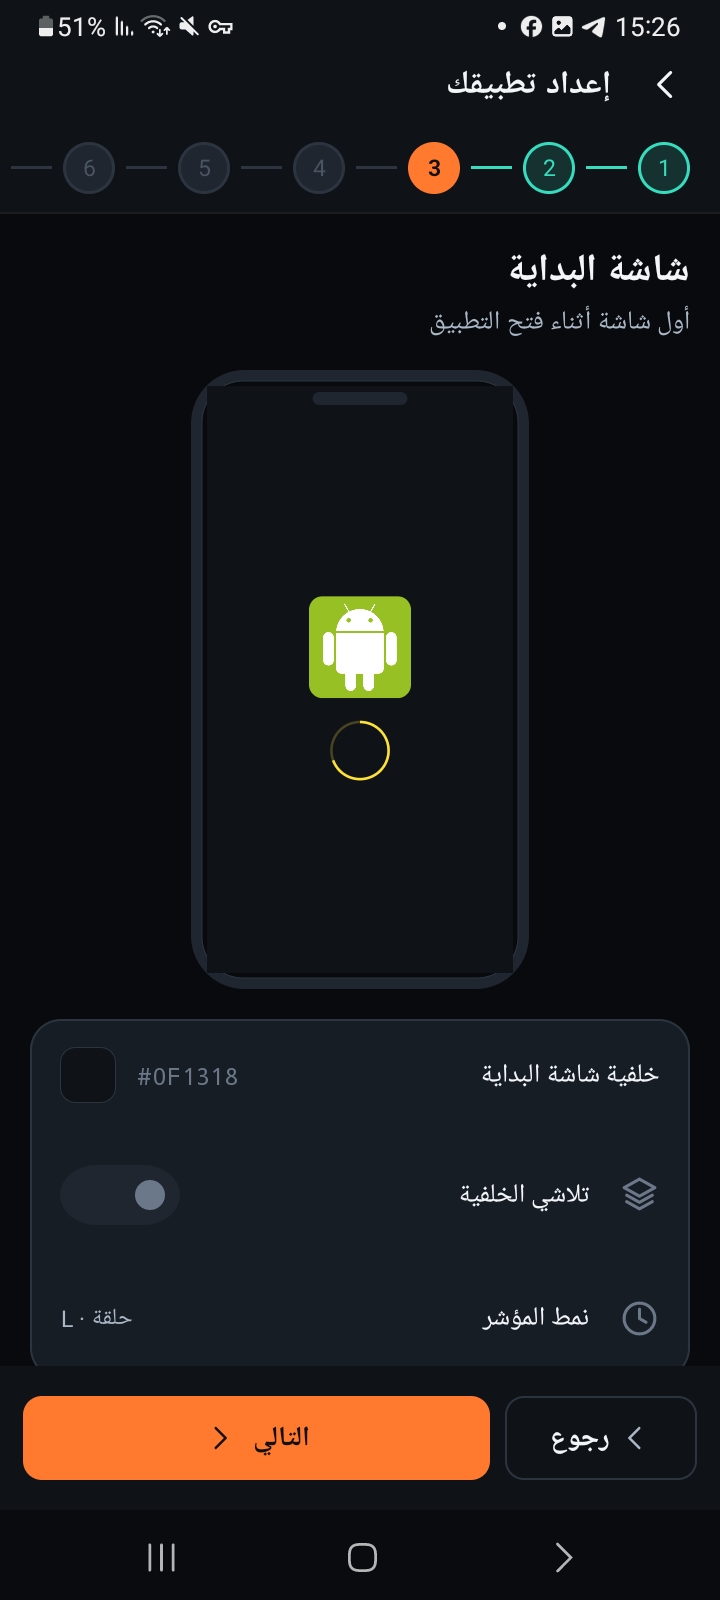 51%
15:26
إعداد تطبيقك
1
2
3
4
5
6
شاشة البداية
أول شاشة أثناء فتح التطبيق
خلفية شاشة البداية
#0F1318
تلاشي الخلفية
نمط المؤشر
حلقة · L
رجوع
التالي